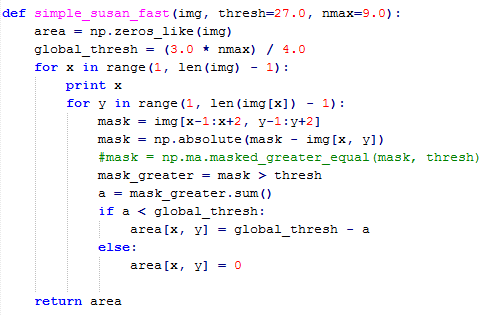 def simple_susan_fast(img, thresh=27.0, nmax=9.0):
    area = np.zeros_like(img)
    global_thresh = (3.0 * nmax) / 4.0
    for x in range(1, len(img) - 1):
        print x
        for y in range(1, len(img[x]) - 1):
            mask = img[x-1:x+2, y-1:y+2]
            mask = np.absolute(mask - img[x, y])
            #mask = np.ma.masked_greater_equal(mask, thresh)
            mask_greater = mask > thresh
            a = mask_greater.sum()
            if a < global_thresh:
                area[x, y] = global_thresh - a
            else:
                area[x, y] = 0
    return area